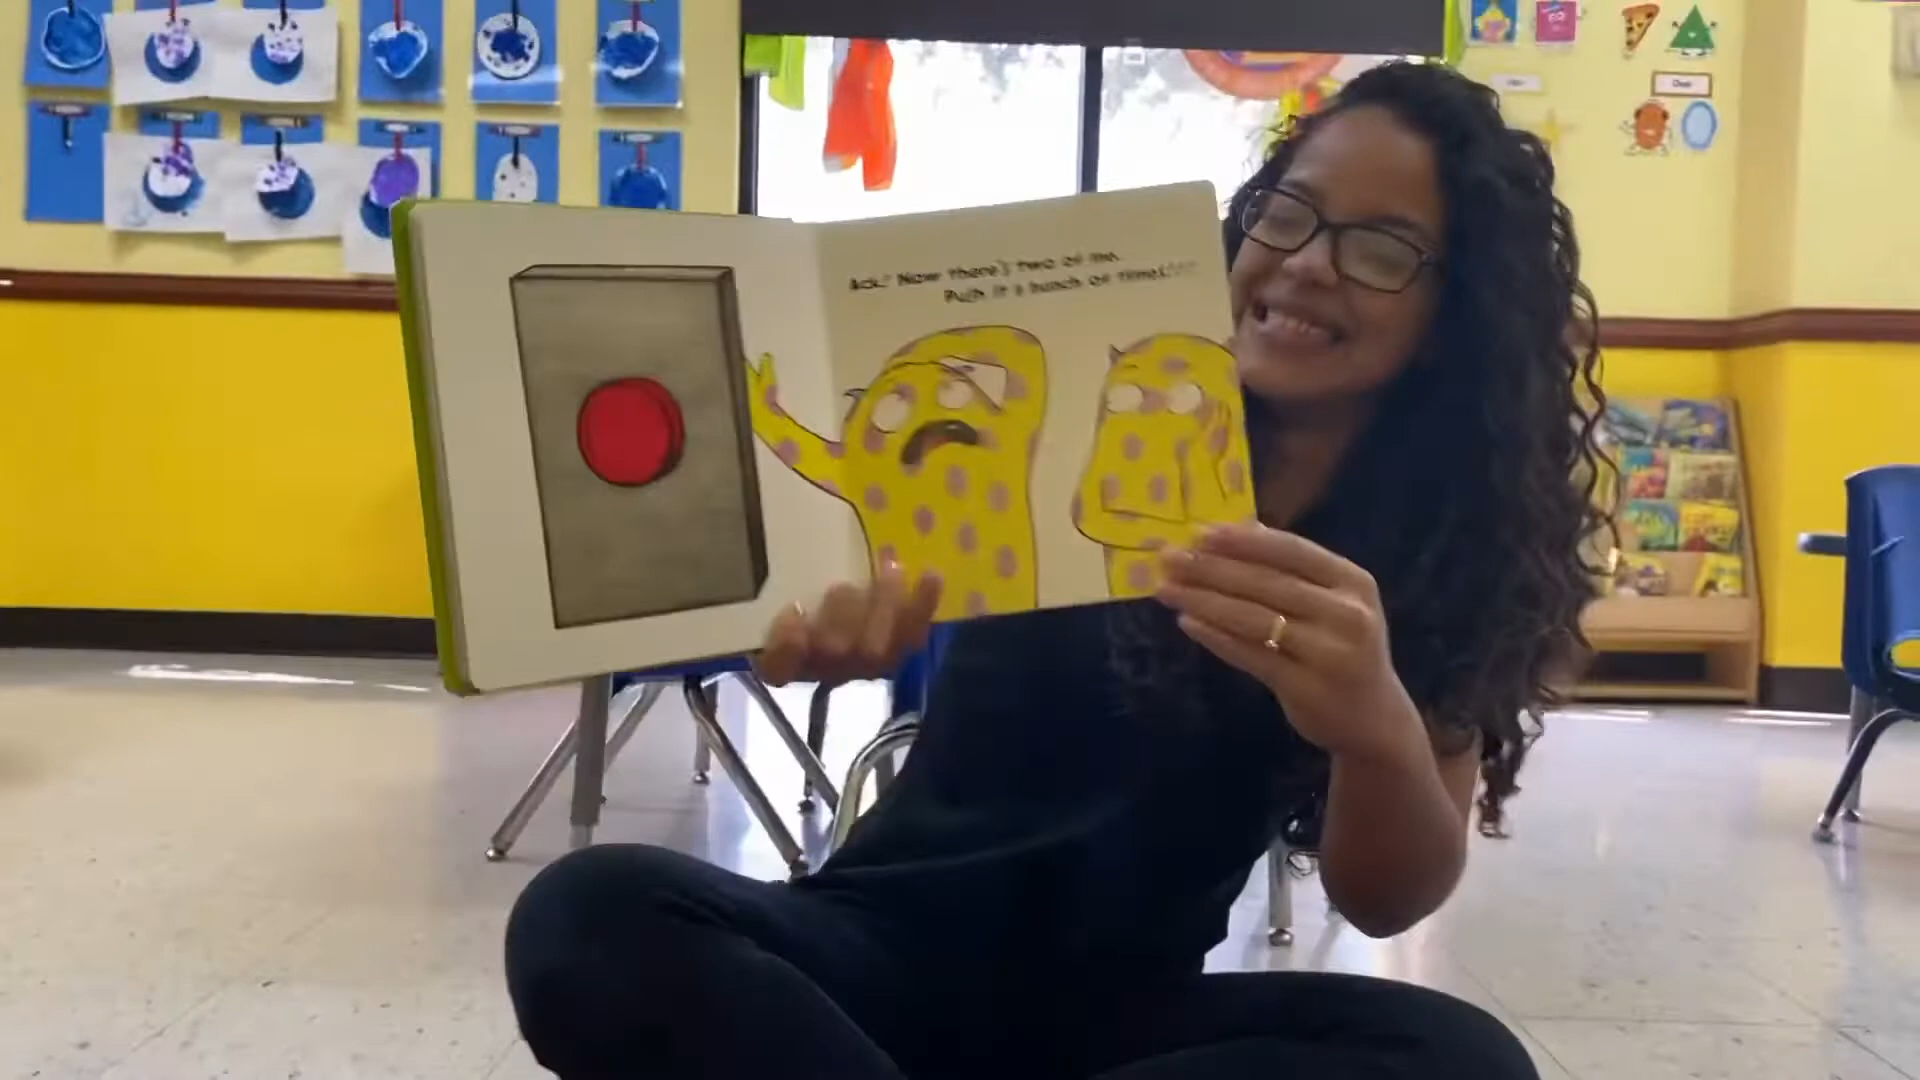 Ack! Now there's two of me.
Push it a bunch of times!